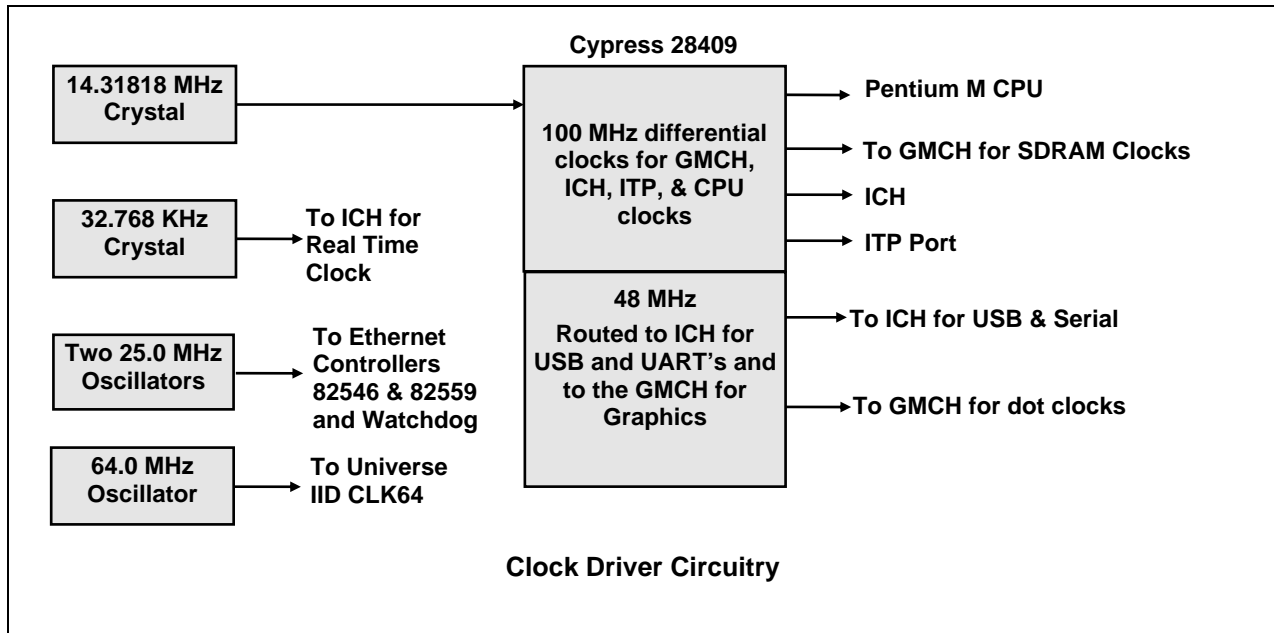 Cypress 28409
14.31818 MHz
Crystal
32.768 KHz
Crystal
To ICH for
Real Time
Clock
Two 25.0 MHz
Oscillators
To Ethernet
Controllers
82546 & 82559
and Watchdog
64.0 MHz
Oscillator
To Universe
IID CLK64
100 MHz differential
clocks for GMCH,
ICH, ITP, & CPU
clocks
48 MHz
Routed to ICH for
USB and UART's and
to the GMCH for
Graphics
Pentium M CPU
To GMCH for SDRAM Clocks
ICH
ITP Port
To ICH for USB & Serial
To GMCH for dot clocks
Clock Driver Circuitry